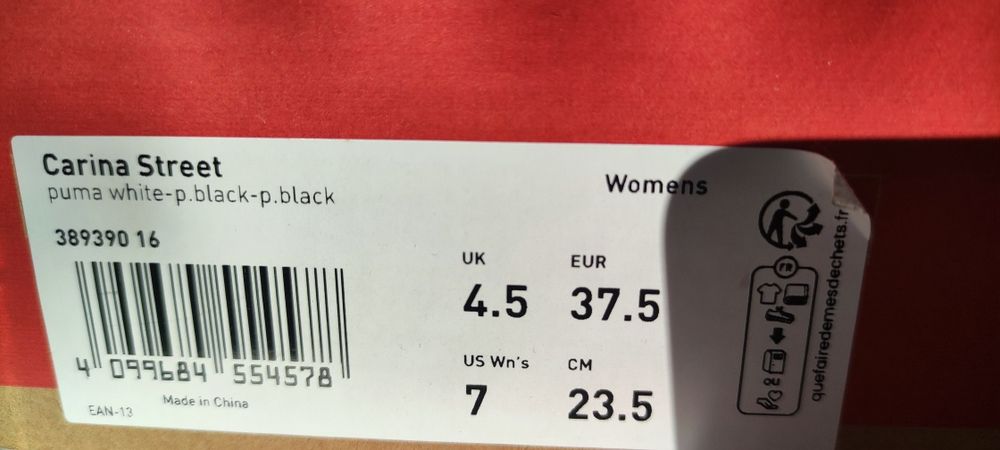 Carina Street
puma white-p.black-p.black
Womens
389390 16
4 099684 554578
EAN-13
Made in China
UK
4.5
EUR
37.5
US Wn's
7
CM
23.5
FR
quefairedemesdechets.fr